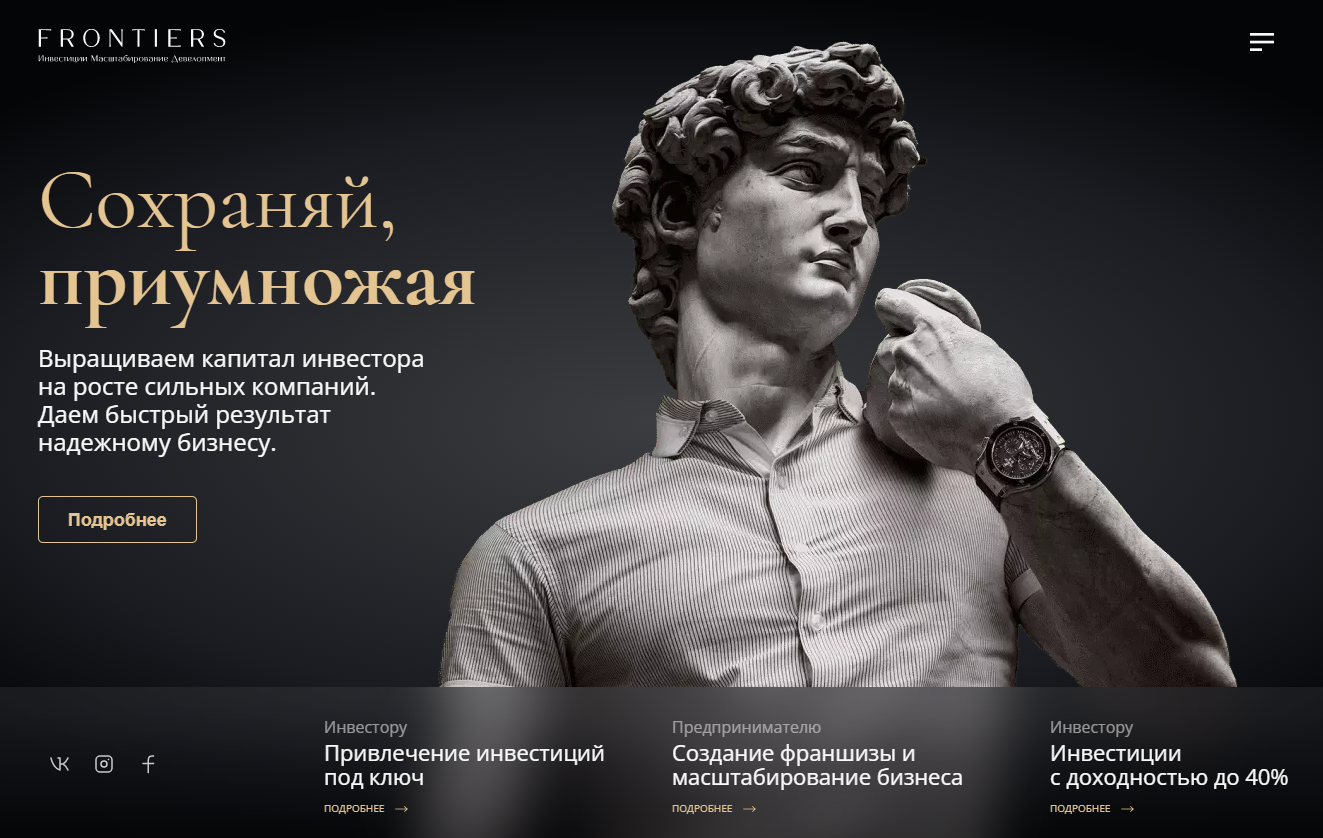 FRONTIERS
Инвестиции Масштабирование Девелопмент
Сохраняй,
приумножая
Выращиваем капитал инвестора
на росте сильных компаний.
Даем быстрый результат
надежному бизнесу.
Подробнее
Инвестору
Привлечение инвестиций
под ключ
ПОДРОБНЕЕ
Предпринимателю
Создание франшизы и
масштабирование бизнеса
ПОДРОБНЕЕ
Инвестору
Инвестиции
с доходностью до 40%
ПОДРОБНЕЕ